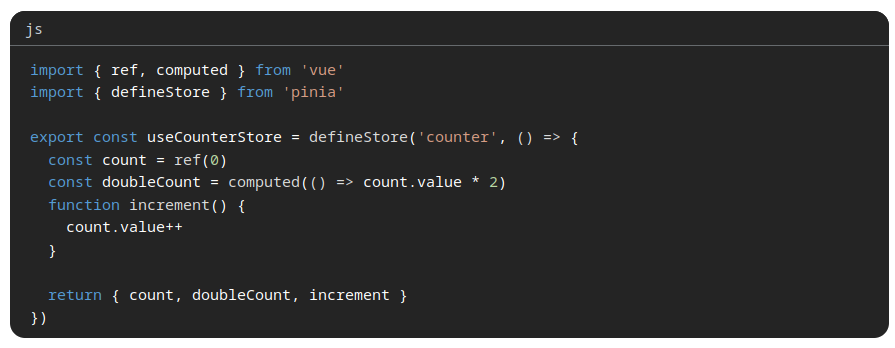 js
import { ref, computed } from 'vue'
import { defineStore } from 'pinia'
export const useCounterStore = defineStore('counter', () => {
  const count = ref(0)
  const doubleCount = computed(() => count.value * 2)
  function increment() {
    count.value++
  }
  return { count, doubleCount, increment }
})